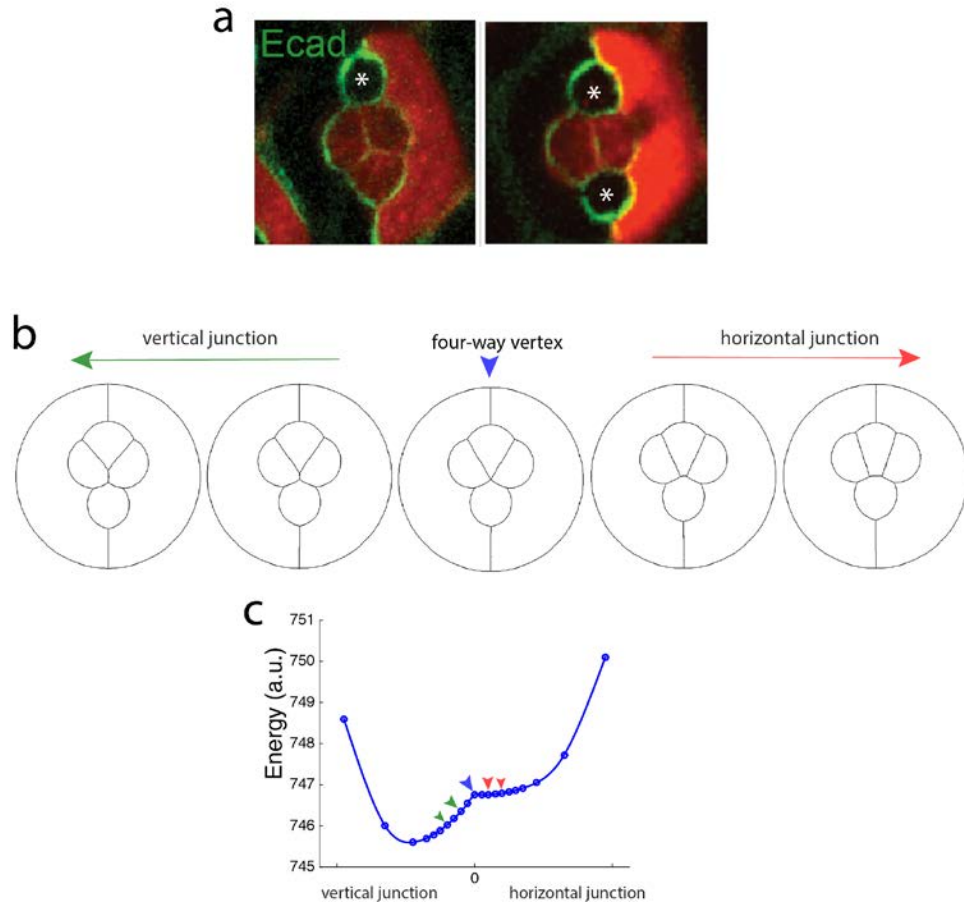 a
Ecad
*
*
*
b
vertical junction
four-way vertex
horizontal junction
c
751
750
749
748
747
746
745
Energy (a.u.)
0
vertical junction
horizontal junction